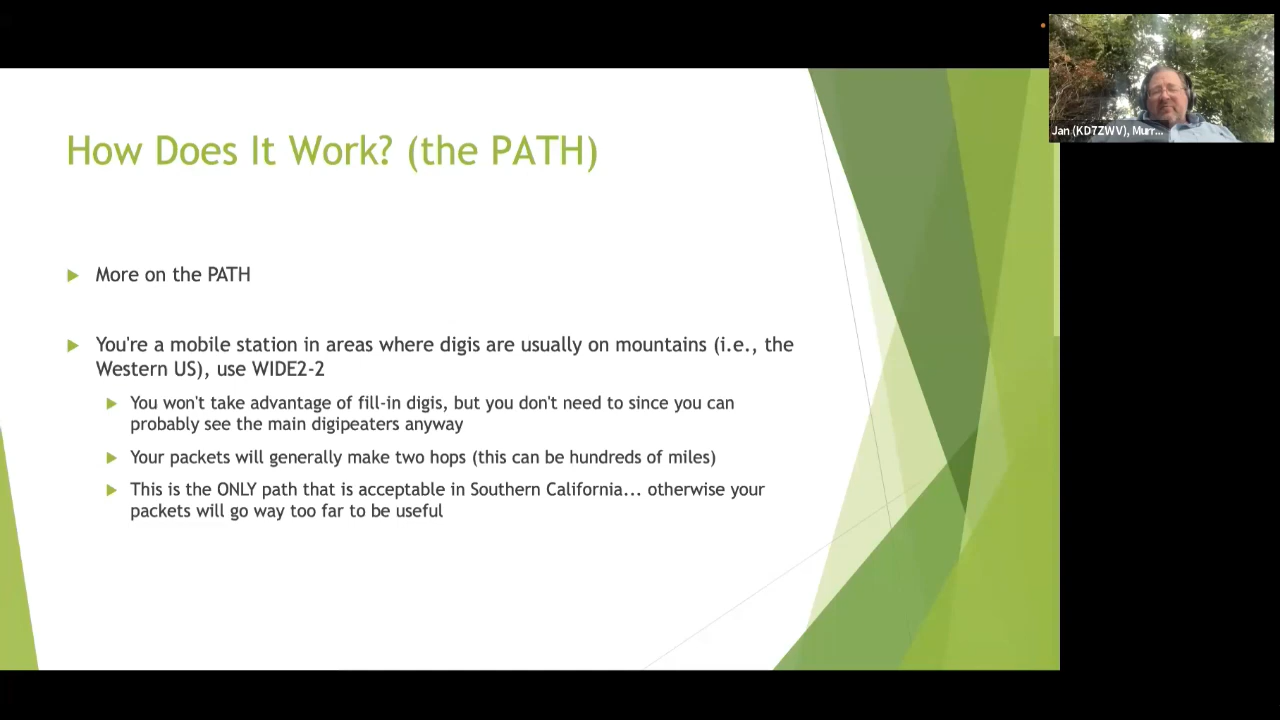 Jan (KD7ZWV), Murr...
How Does It Work? (the PATH)
More on the PATH
You're a mobile station in areas where digis are usually on mountains (i.e., the
Western US), use WIDE2-2
You won't take advantage of fill-in digis, but you don't need to since you can
probably see the main digipeaters anyway
Your packets will generally make two hops (this can be hundreds of miles)
This is the ONLY path that is acceptable in Southern California... otherwise your
packets will go way too far to be useful